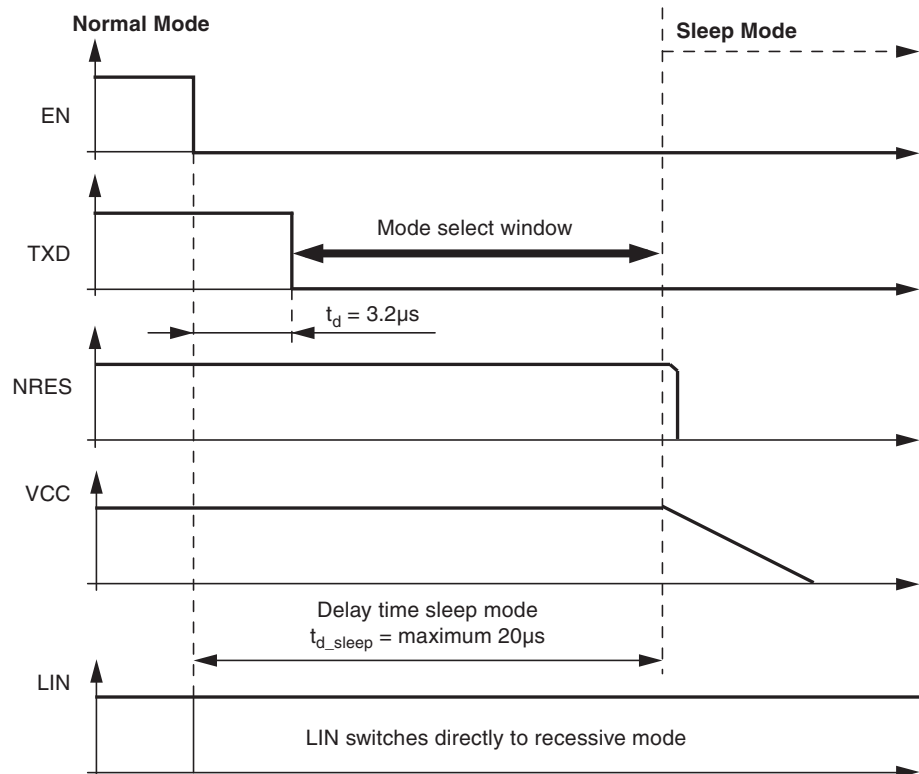 Normal Mode
Sleep Mode
EN
TXD
Mode select window
t_d = 3.2µs
NRES
VCC
Delay time sleep mode
t_d_sleep = maximum 20µs
LIN
LIN switches directly to recessive mode